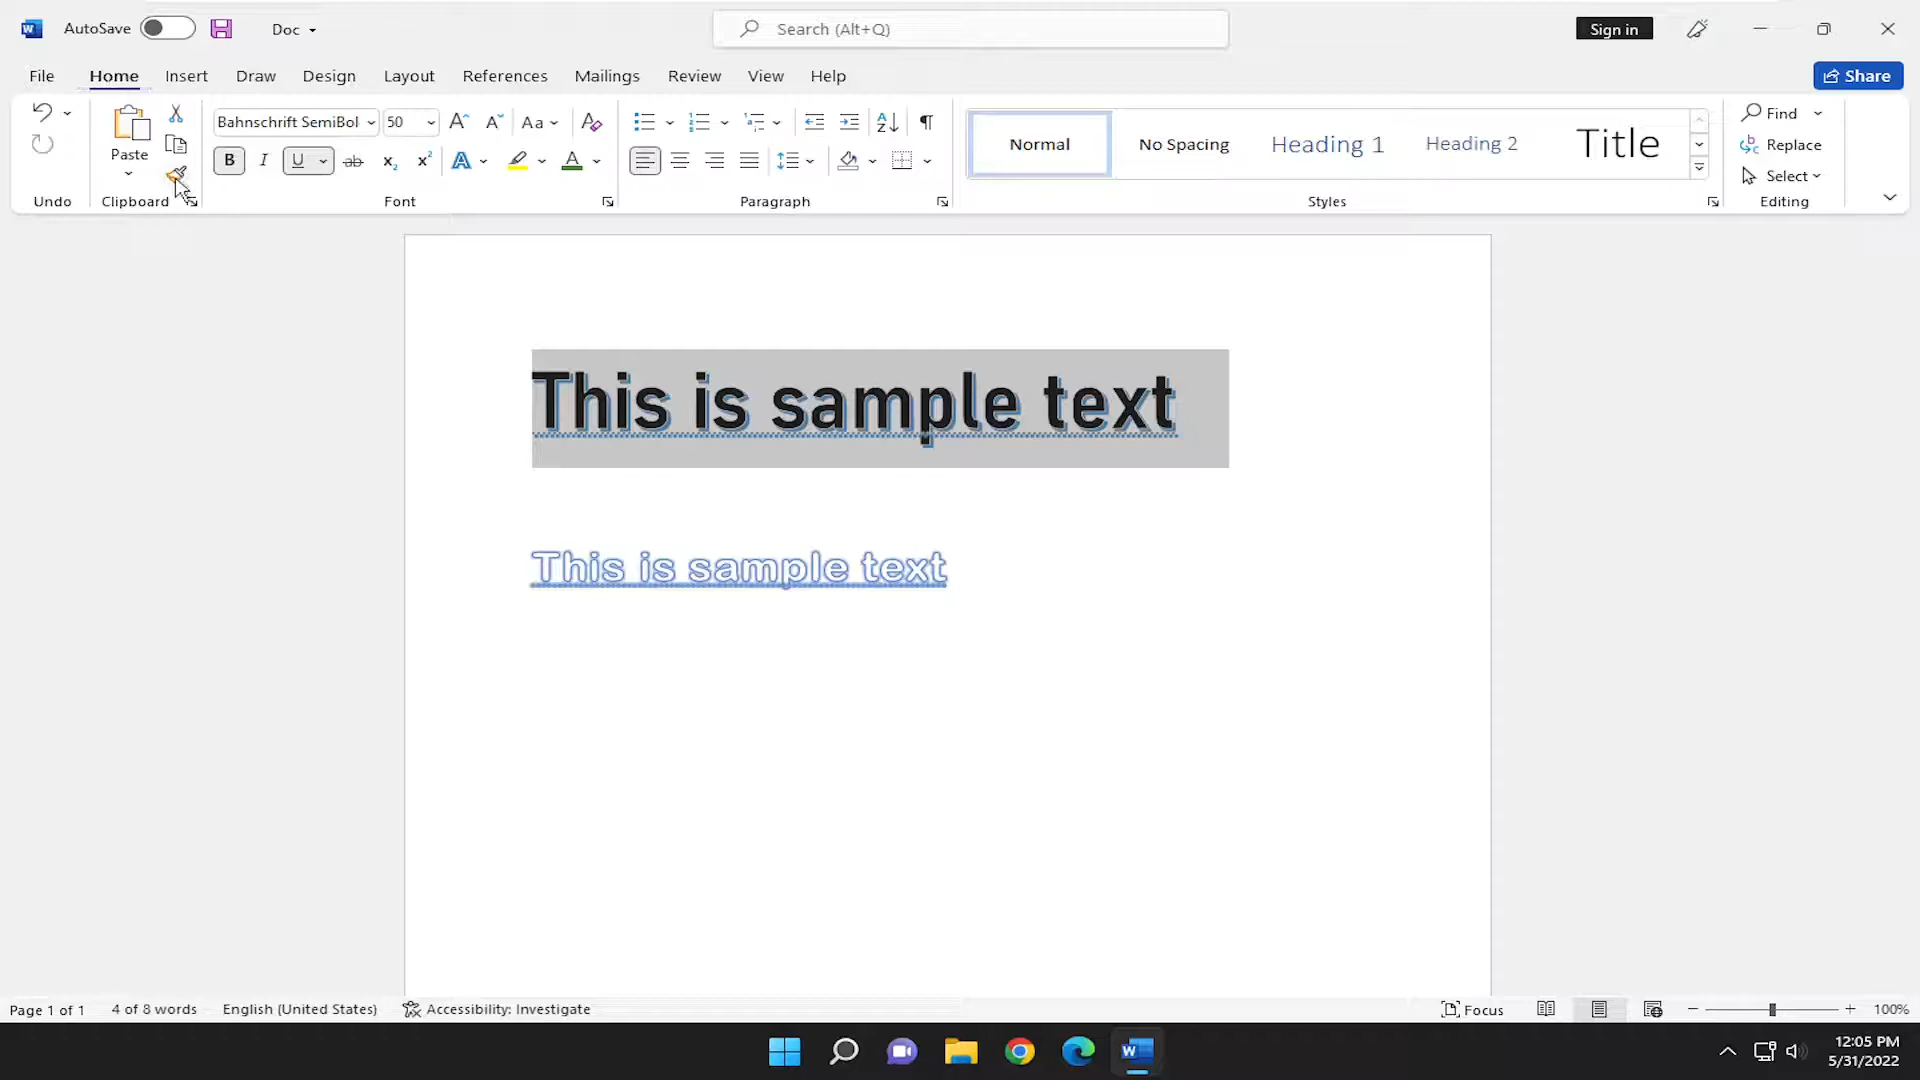 AutoSave Doc Search (Alt+Q) Sign in
File Home Insert Draw Design Layout References Mailings Review View Help Share
Paste
Bahnschrift SemiBol 50 Aa
B I U ab x2 x2 A A
A Z
Normal No Spacing Heading 1 Heading 2 Title
Find
Replace
Select
Undo Clipboard Font Paragraph Styles Editing
This is sample text
This is sample text
Page 1 of 1 4 of 8 words English (United States) Accessibility: Investigate Focus 100%
12:05 PM
5/31/2022